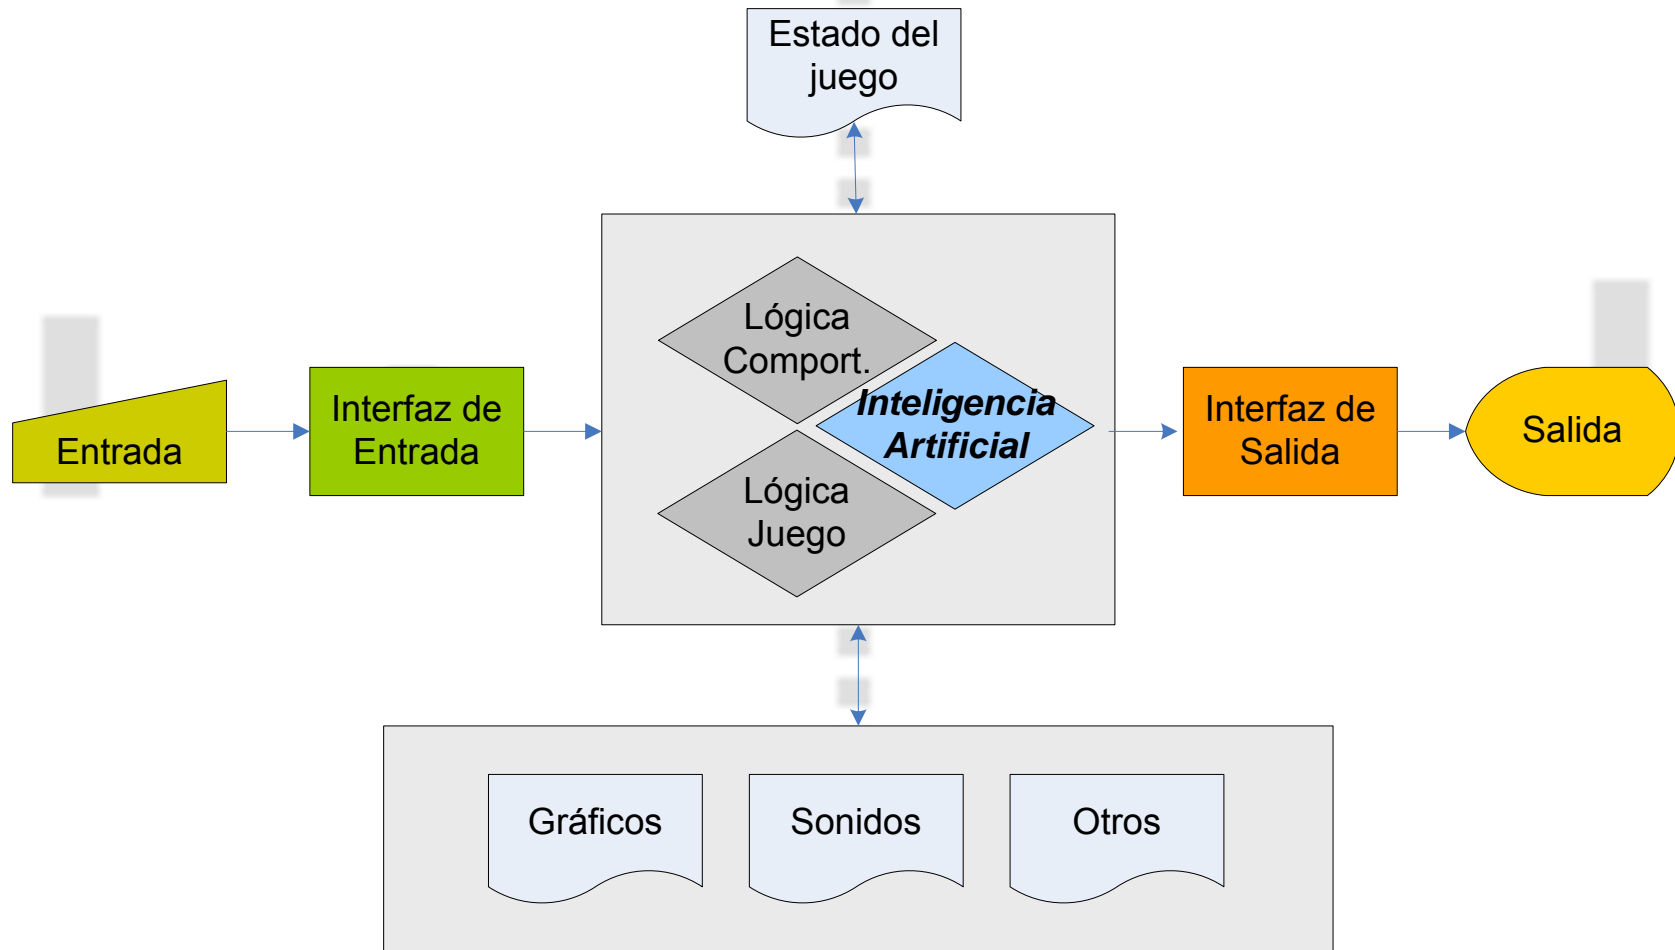 Estado del
juego
Lógica
Comport.
Inteligencia
Artificial
Lógica
Juego
Entrada
Interfaz de
Entrada
Interfaz de
Salida
Salida
Gráficos
Sonidos
Otros